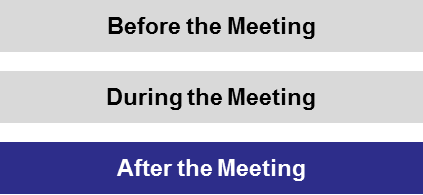 Before the Meeting
During the Meeting
After the Meeting